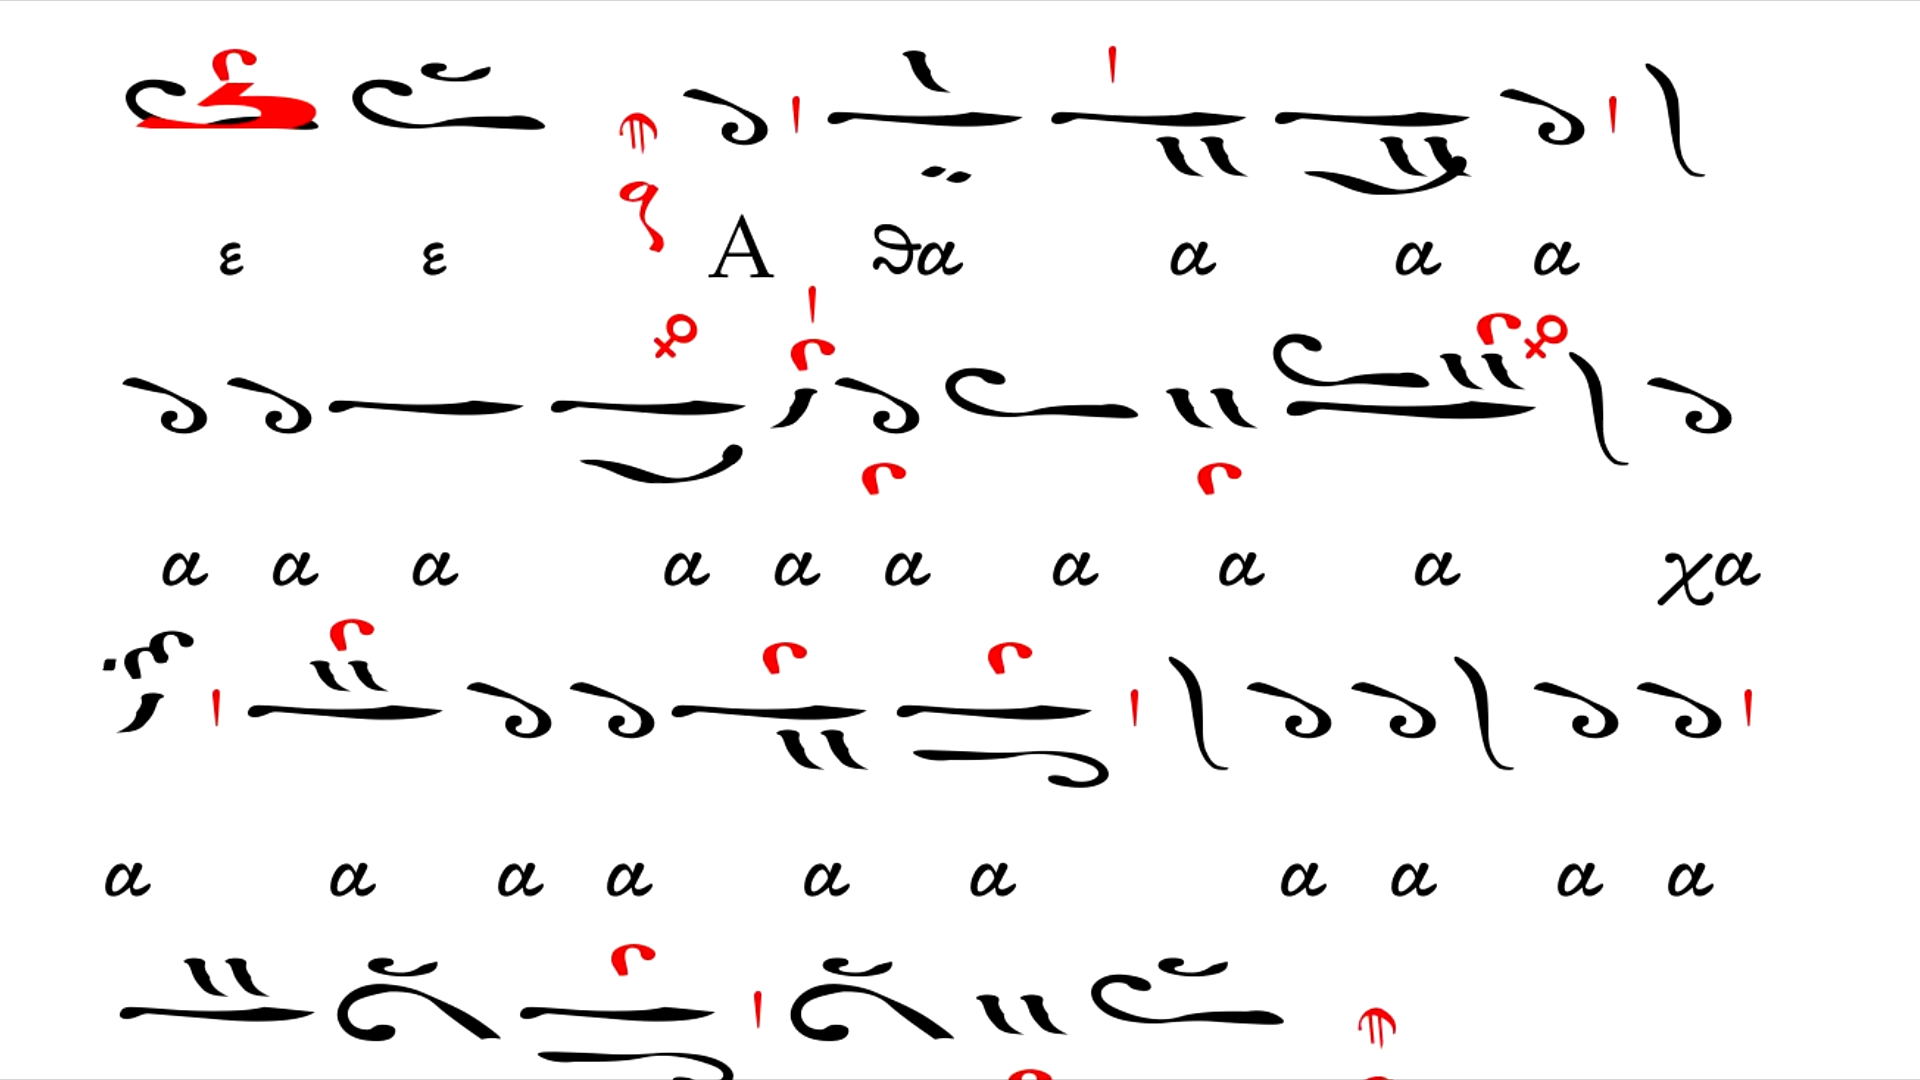 ε ε Α θα α α α
α α α α α α α α α χα
α α α α α α α α α α